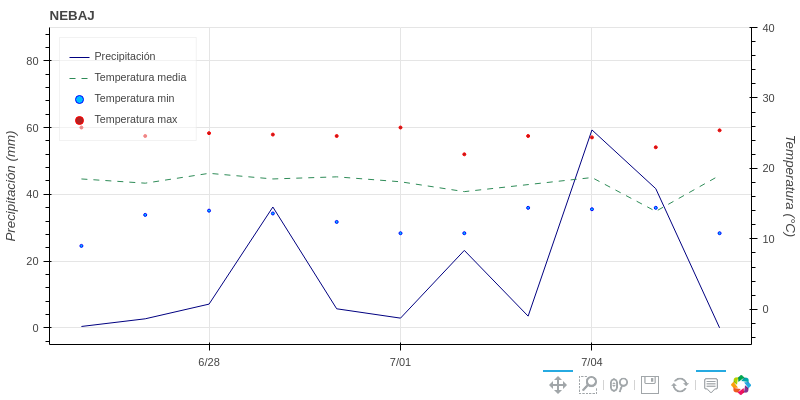 NEBAJ
Precipitación
Temperatura media
Temperatura min
Temperatura max
Precipitación (mm)
80
60
40
20
0
Temperatura (°C)
40
30
20
10
0
6/28
7/01
7/04